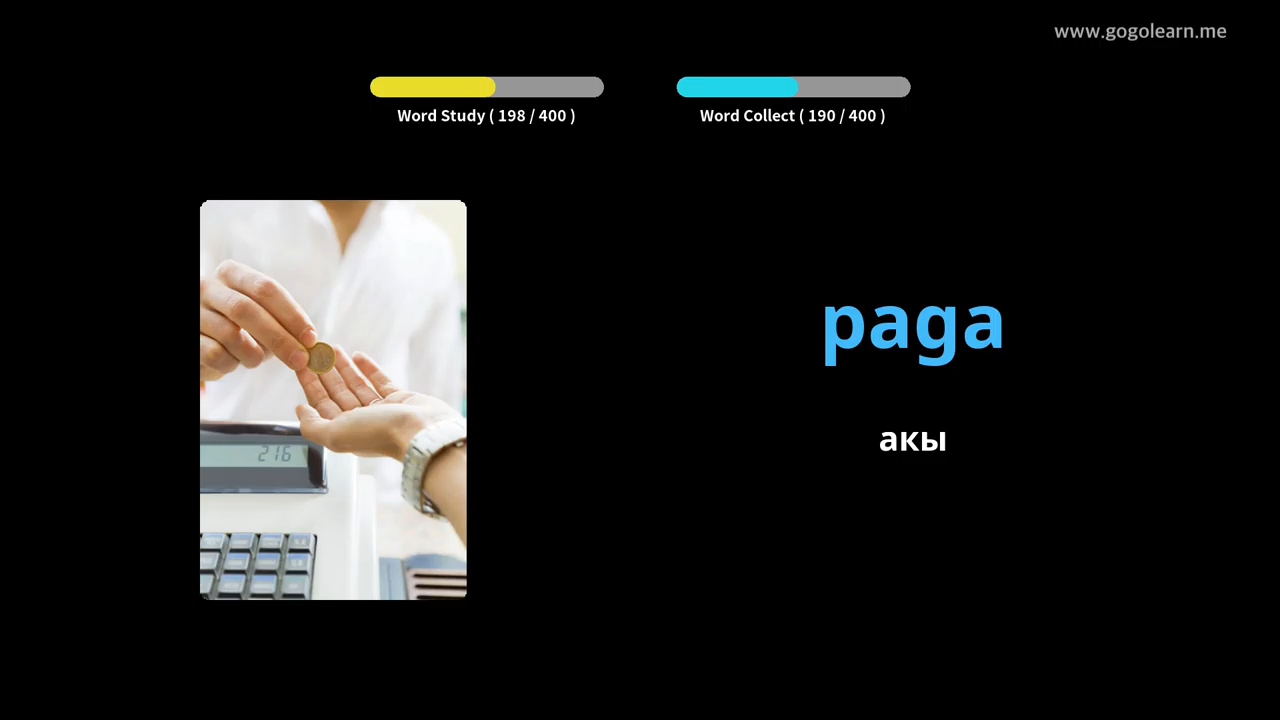 www.gogolearn.me
Word Study ( 198 / 400 )
Word Collect ( 190 / 400 )
216
paga
акы